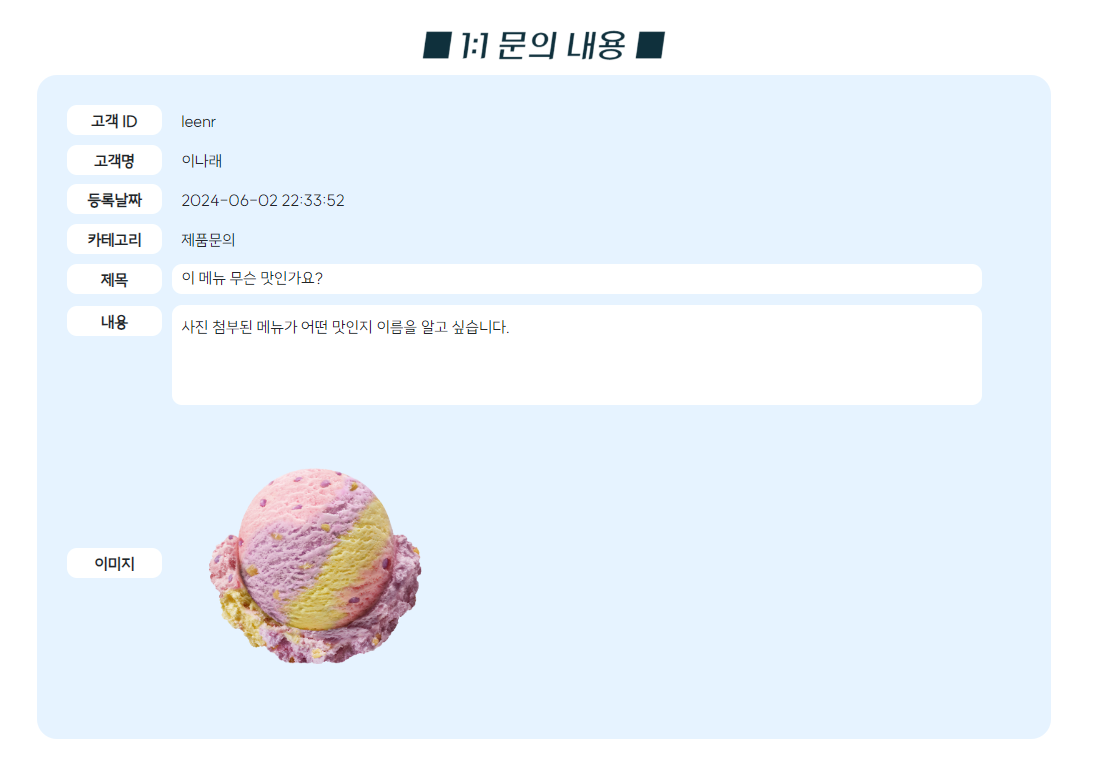 ■ 1:1 문의 내용 ■
고객 ID leenr
고객명 이나래
등록날짜 2024-06-02 22:33:52
카테고리 제품문의
제목 이 메뉴 무슨 맛인가요?
내용 사진 첨부된 메뉴가 어떤 맛인지 이름을 알고 싶습니다.
이미지